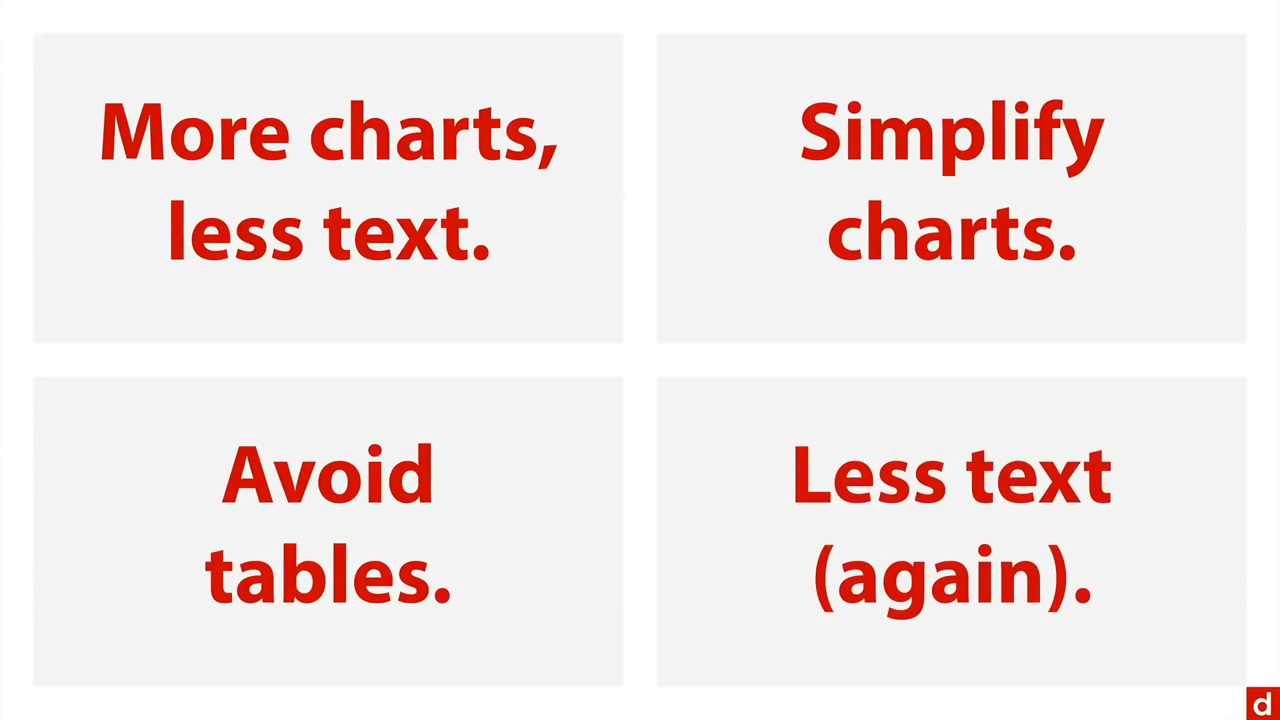 More charts,
less text.
Simplify
charts.
Avoid
tables.
Less text
(again).
d